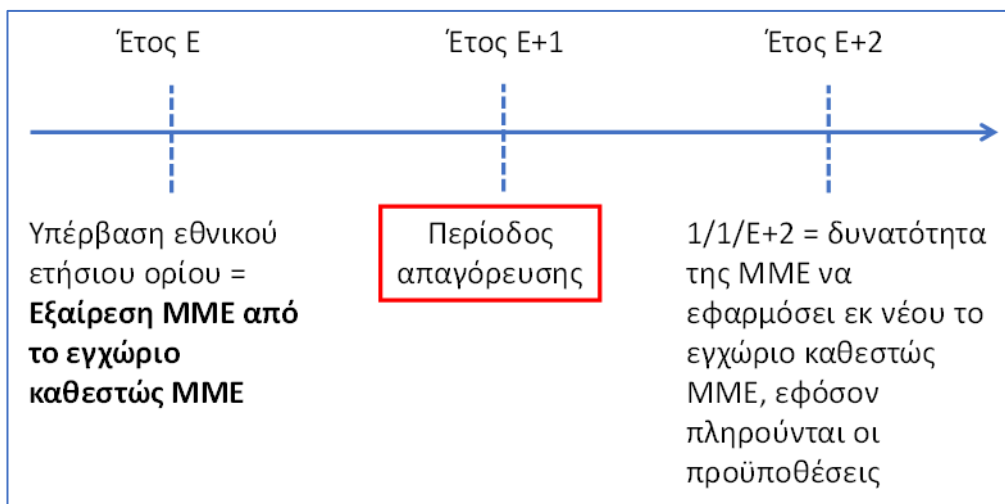 Έτος Ε
Έτος Ε+1
Έτος Ε+2
Υπέρβαση εθνικού
ετήσιου ορίου =
Εξαίρεση ΜΜΕ από
το εγχώριο
καθεστώς ΜΜΕ
Περίοδος
απαγόρευσης
1/1/Ε+2 = δυνατότητα
της ΜΜΕ να
εφαρμόσει εκ νέου το
εγχώριο καθεστώς
ΜΜΕ, εφόσον
πληρούνται οι
προϋποθέσεις